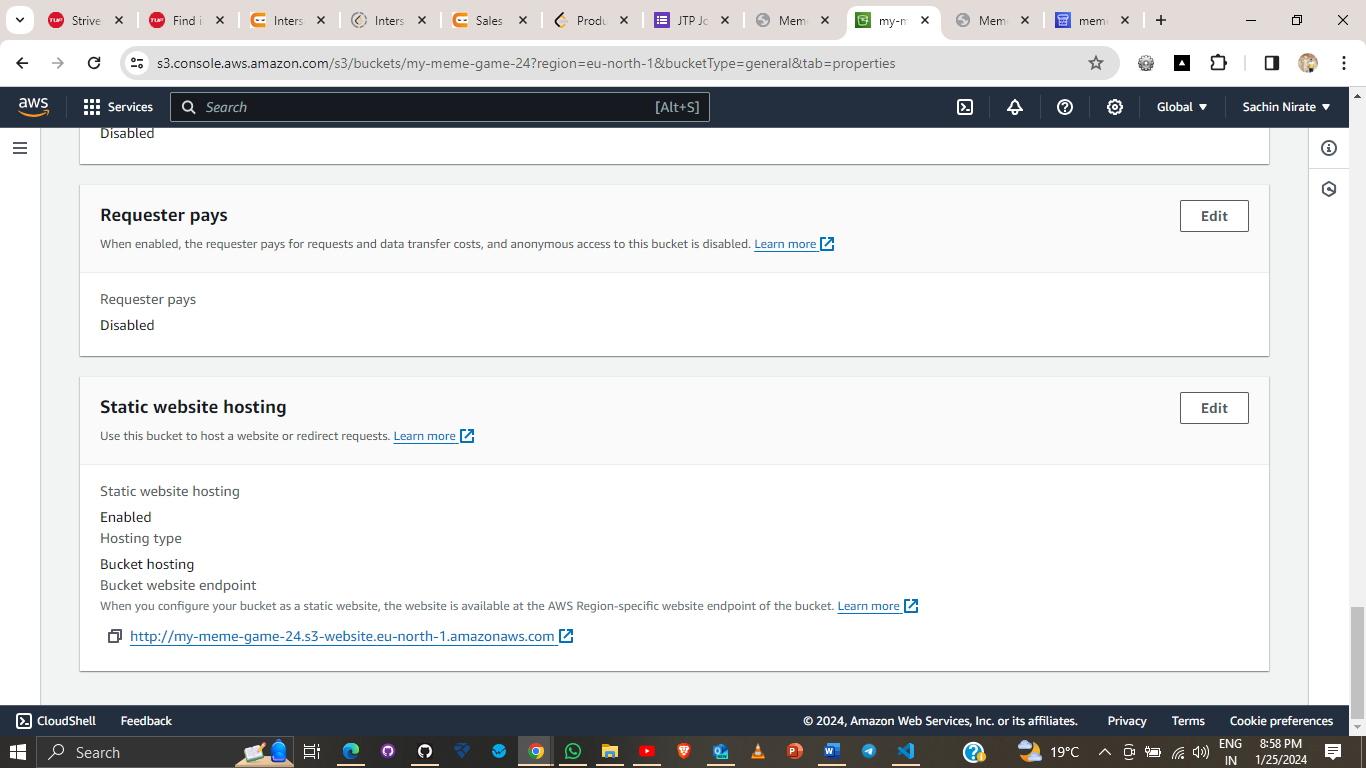 Strive
Find i
Inters
Inters
Sales
Produ
JTP Jo
Mem
my-m
Mem
mem
s3.console.aws.amazon.com/s3/buckets/my-meme-game-24?region=eu-north-1&bucketType=general&tab=properties
aws
Services
Search
[Alt+S]
Global
Sachin Nirate
Disabled
Requester pays
Edit
When enabled, the requester pays for requests and data transfer costs, and anonymous access to this bucket is disabled. Learn more
Requester pays
Disabled
Static website hosting
Edit
Use this bucket to host a website or redirect requests. Learn more
Static website hosting
Enabled
Hosting type
Bucket hosting
Bucket website endpoint
When you configure your bucket as a static website, the website is available at the AWS Region-specific website endpoint of the bucket. Learn more
http://my-meme-game-24.s3-website.eu-north-1.amazonaws.com
CloudShell
Feedback
© 2024, Amazon Web Services, Inc. or its affiliates.
Privacy
Terms
Cookie preferences
Search
19°C
ENG
IN
8:58 PM
1/25/2024